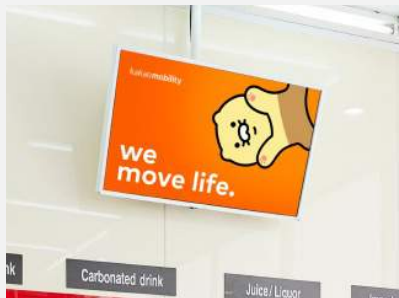 kakaomobility
we
move life.
nk
Carbonated drink
Juice / Liquor